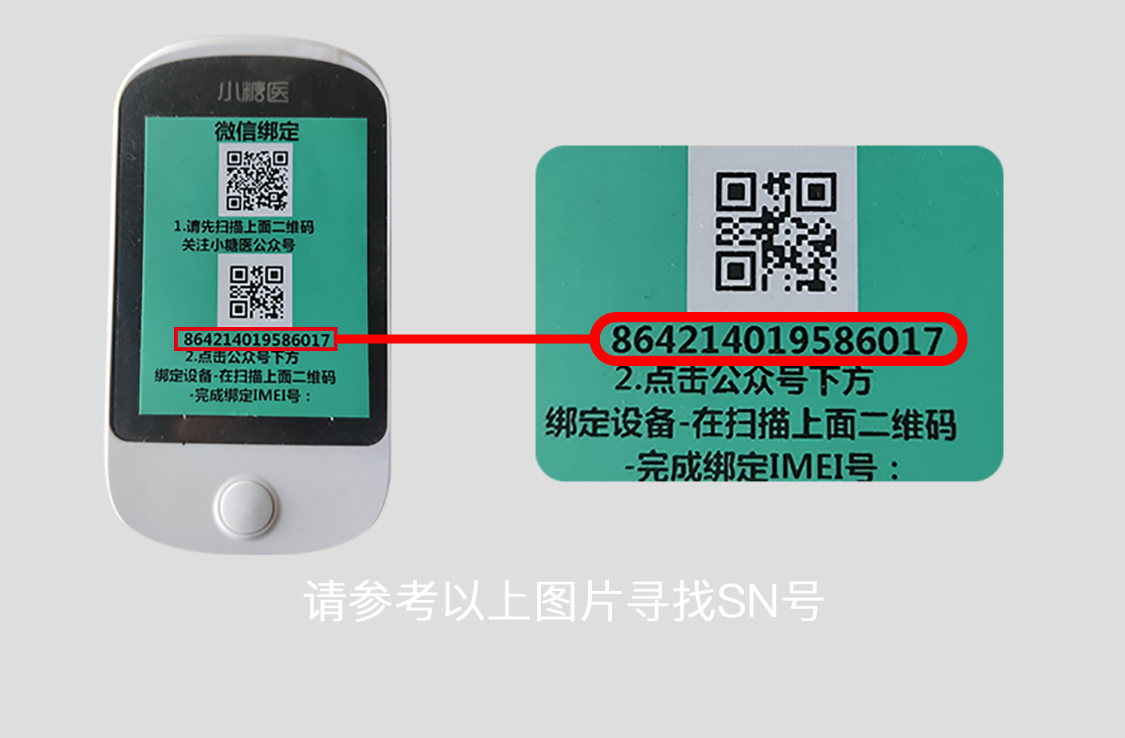 小糖医
微信绑定
1.请先扫描上面二维码
关注小糖医公众号
864214019586017
2.点击公众号下方
绑定设备-在扫描上面二维码
-完成绑定IMEI号：
864214019586017
2.点击公众号下方
绑定设备-在扫描上面二维码
-完成绑定IMEI号：
请参考以上图片寻找SN号